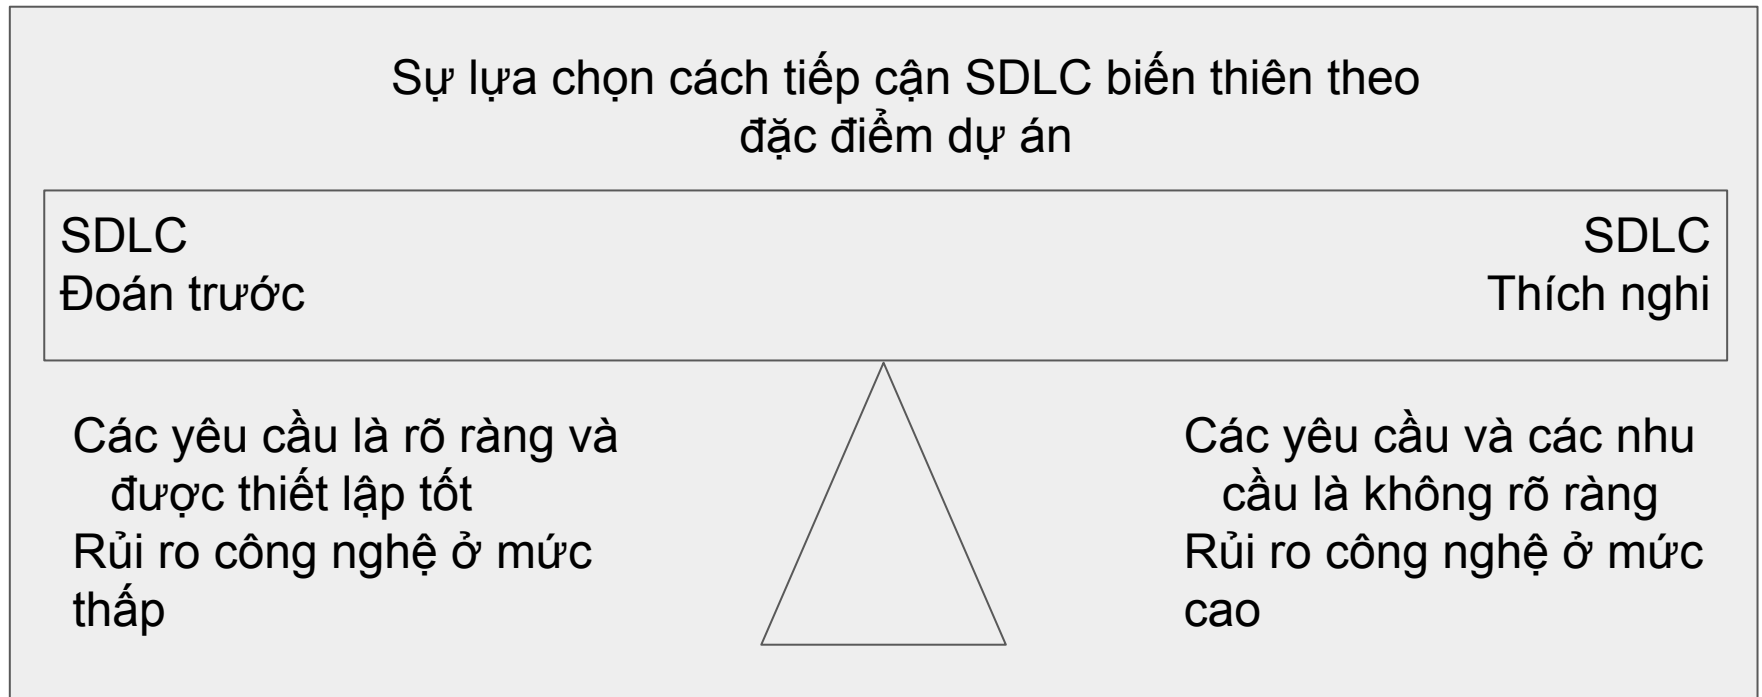 Sự lựa chọn cách tiếp cận SDLC biến thiên theo
đặc điểm dự án
SDLC
Đoán trước
SDLC
Thích nghi
Các yêu cầu là rõ ràng và
được thiết lập tốt
Rủi ro công nghệ ở mức
thấp
Các yêu cầu và các nhu
cầu là không rõ ràng
Rủi ro công nghệ ở mức
cao